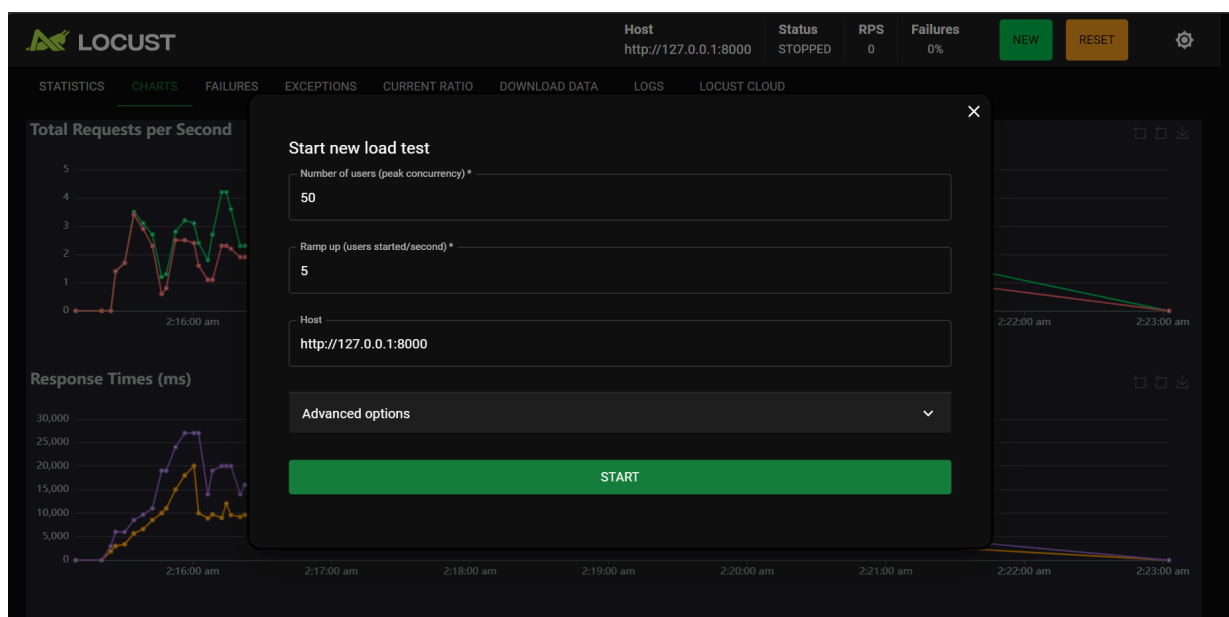 LOCUST
Host
http://127.0.0.1:8000
Status
STOPPED
RPS
0
Failures
0%
NEW
RESET
STATISTICS CHARTS FAILURES EXCEPTIONS CURRENT RATIO DOWNLOAD DATA LOGS LOCUST CLOUD
Total Requests per Second
5
4
3
2
1
0
2:16:00 am 2:22:00 am 2:23:00 am
Start new load test
Number of users (peak concurrency) *
50
Ramp up (users started/second) *
5
Host
http://127.0.0.1:8000
Advanced options
START
Response Times (ms)
30,000
25,000
20,000
15,000
10,000
5,000
0
2:16:00 am 2:17:00 am 2:18:00 am 2:19:00 am 2:20:00 am 2:21:00 am 2:22:00 am 2:23:00 am